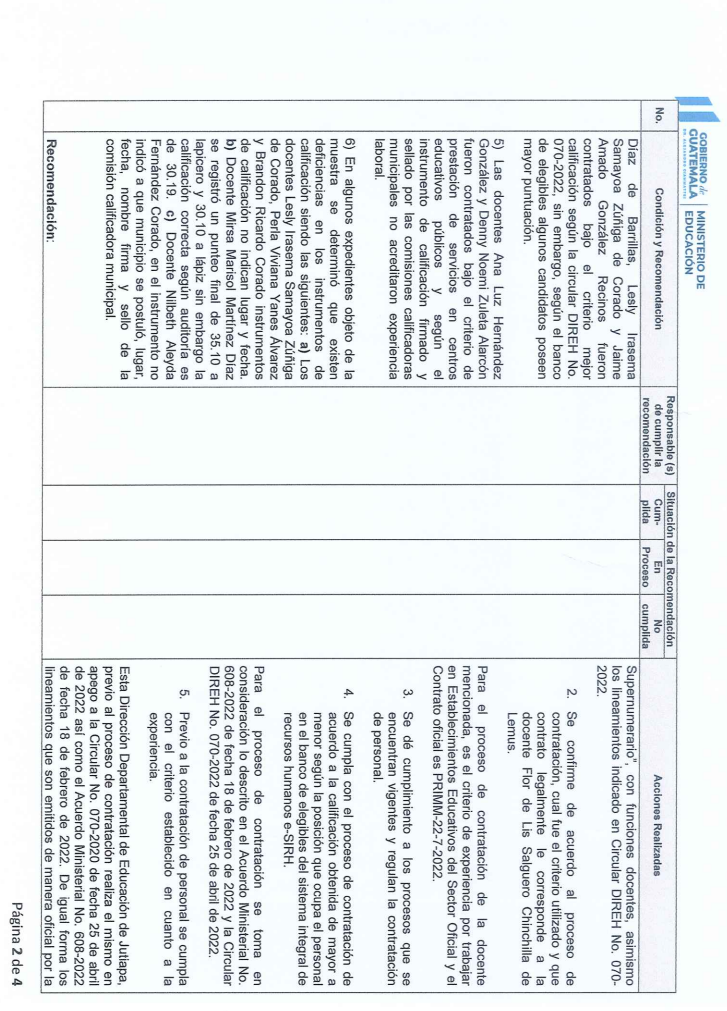 GOBIERNO de
GUATEMALA
MINISTERIO DE
EDUCACIÓN
No.
Condición y Recomendación
Responsable (s)
de cumplir la
recomendación
Situación de la Recomendación
Cum-
plida
En
Proceso
No
cumplida
Acciones Realizadas
Díaz de Barrillas, Lesly Irasema
Samayoa Zúñiga de Corado y Jaime
Amado González Recinos fueron
contratados bajo el criterio mejor
calificación según la circular DIREH No.
070-2022, sin embargo, según el banco
de elegibles algunos candidatos poseen
mayor puntuación.
5) Las docentes Ana Luz Hernández
González y Denny Noemi Zuleta Alarcón
fueron contratados bajo el criterio de
prestación de servicios en centros
educativos públicos y según el
instrumento de calificación firmado y
sellado por las comisiones calificadoras
municipales no acreditaron experiencia
laboral.
6) En algunos expedientes objeto de la
muestra se determinó que existen
deficiencias en los instrumentos de
calificación siendo las siguientes: a) Los
docentes Lesly Irasema Samayoa Zúñiga
de Corado, Perla Viviana Yanes Álvarez
y Brandon Ricardo Corado instrumentos
de calificación no indican lugar y fecha.
b) Docente Mirsa Marisol Martínez Díaz
se registró un punteo final de 35.10 a
lapicero y 30.10 a lápiz sin embargo la
calificación correcta según auditoría es
de 30.19. c) Docente Nilbeth Aleyda
Fernández Corado, en el instrumento no
indicó a que municipio se postuló, lugar,
fecha, nombre firma y sello de la
comisión calificadora municipal.
Recomendación:
Supernumerario", con funciones docentes, asimismo
los lineamientos indicado en Circular DIREH No. 070-
2022.
2. Se confirme de acuerdo al proceso de
contratación, cual fue el criterio utilizado y que
contrato legalmente le corresponde a la
docente Flor de Lis Salguero Chinchilla de
Lemus.
Para el proceso de contratación de la docente
mencionada, es el criterio de experiencia por trabajar
en Establecimientos Educativos del Sector Oficial y el
Contrato oficial es PRIMM-22-7-2022.
3. Se dé cumplimiento a los procesos que se
encuentran vigentes y regulan la contratación
de personal.
4. Se cumpla con el proceso de contratación de
acuerdo a la calificación obtenida de mayor a
menor según la posición que ocupa el personal
en el banco de elegibles del sistema integral de
recursos humanos e-SIRH.
Para el proceso de contratación se toma en
consideración lo descrito en el Acuerdo Ministerial No.
608-2022 de fecha 18 de febrero de 2022 y la Circular
DIREH No. 070-2022 de fecha 25 de abril de 2022.
5. Previo a la contratación de personal se cumpla
con el criterio establecido en cuanto a la
experiencia.
Esta Dirección Departamental de Educación de Jutiapa,
previo al proceso de contratación realiza el mismo en
apego a la Circular No. 070-2020 de fecha 25 de abril
de 2022 así como el Acuerdo Ministerial No. 608-2022
de fecha 18 de febrero de 2022. De igual forma los
lineamientos que son emitidos de manera oficial por la
Página 2 de 4